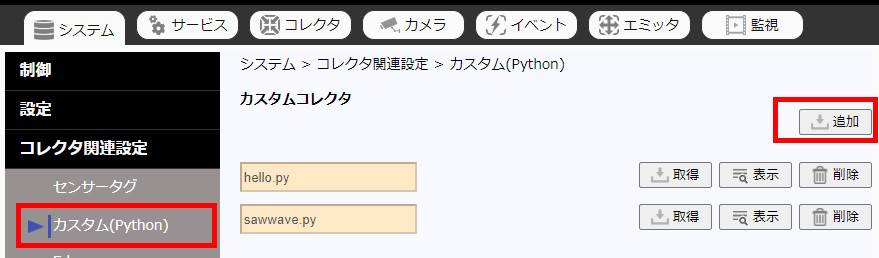 システム サービス コレクタ カメラ イベント エミッタ 監視
制御
設定
コレクタ関連設定
センサータグ
カスタム(Python)
システム > コレクタ関連設定 > カスタム(Python)
カスタムコレクタ
追加
hello.py 取得 表示 削除
sawwave.py 取得 表示 削除